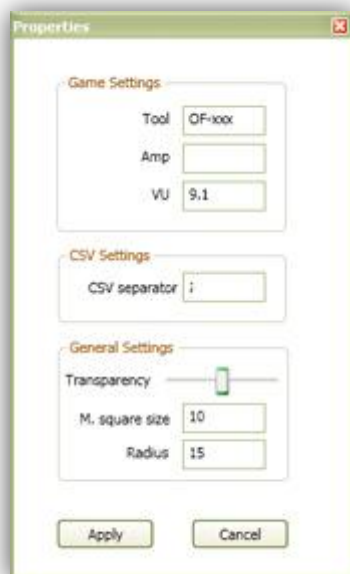 Properties
Game Settings
Tool OF-xxx
Amp
VU 9.1
CSV Settings
CSV separator ;
General Settings
Transparency
M. square size 10
Radius 15
Apply Cancel